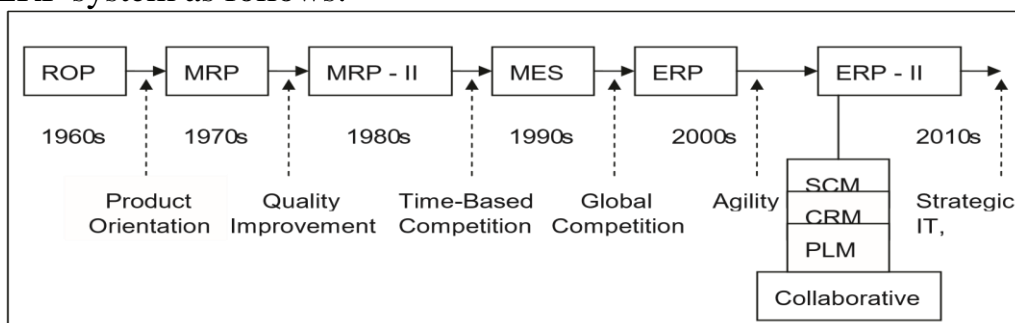 ERP system as follows:
ROP MRP MRP - II MES ERP ERP - II
1960s 1970s 1980s 1990s 2000s 2010s
Product Quality Time-Based Global Agility SCM Strategic
Orientation Improvement Competition Competition CRM IT,
PLM
Collaborative